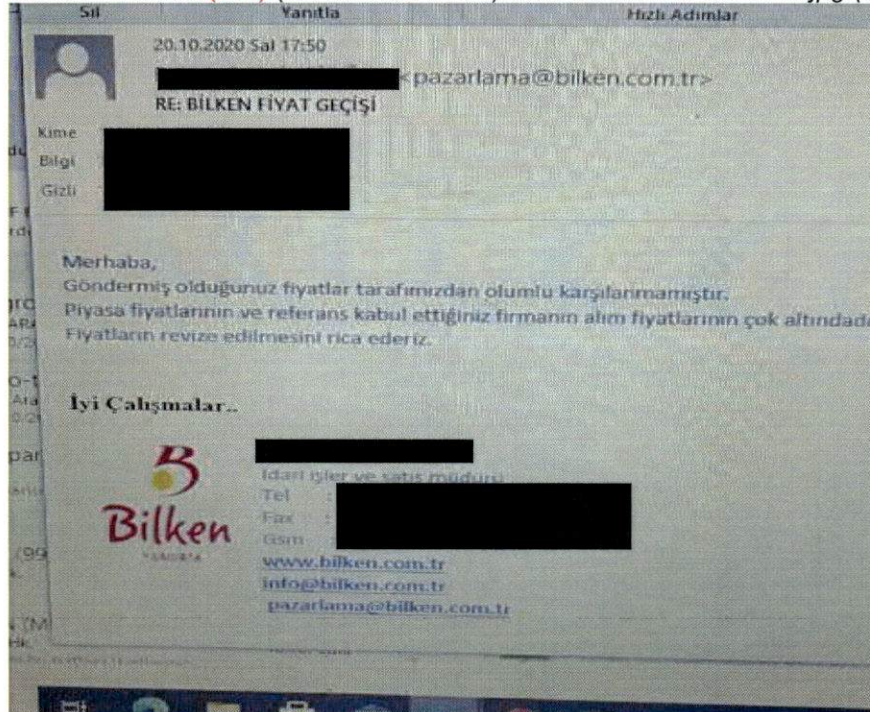 Sil Yanıtla Hızlı Adımlar
20.10.2020 Sal 17:50
<pazarlama@bilken.com.tr>
RE: BİLKEN FİYAT GEÇİŞİ
Kime
Bilgi
Gizli
Merhaba,
Göndermiş olduğunuz fiyatlar tarafımızdan olumlu karşılanmamıştır.
Piyasa fiyatlarının ve referans kabul ettiğiniz firmanın alım fiyatlarının çok altındadı
Fiyatların revize edilmesini rica ederiz.
İyi Çalışmalar..
Bilken
İdari işler ve satış müdürü
Tel :
Fax :
Gsm :
www.bilken.com.tr
info@bilken.com.tr
pazarlama@bilken.com.tr